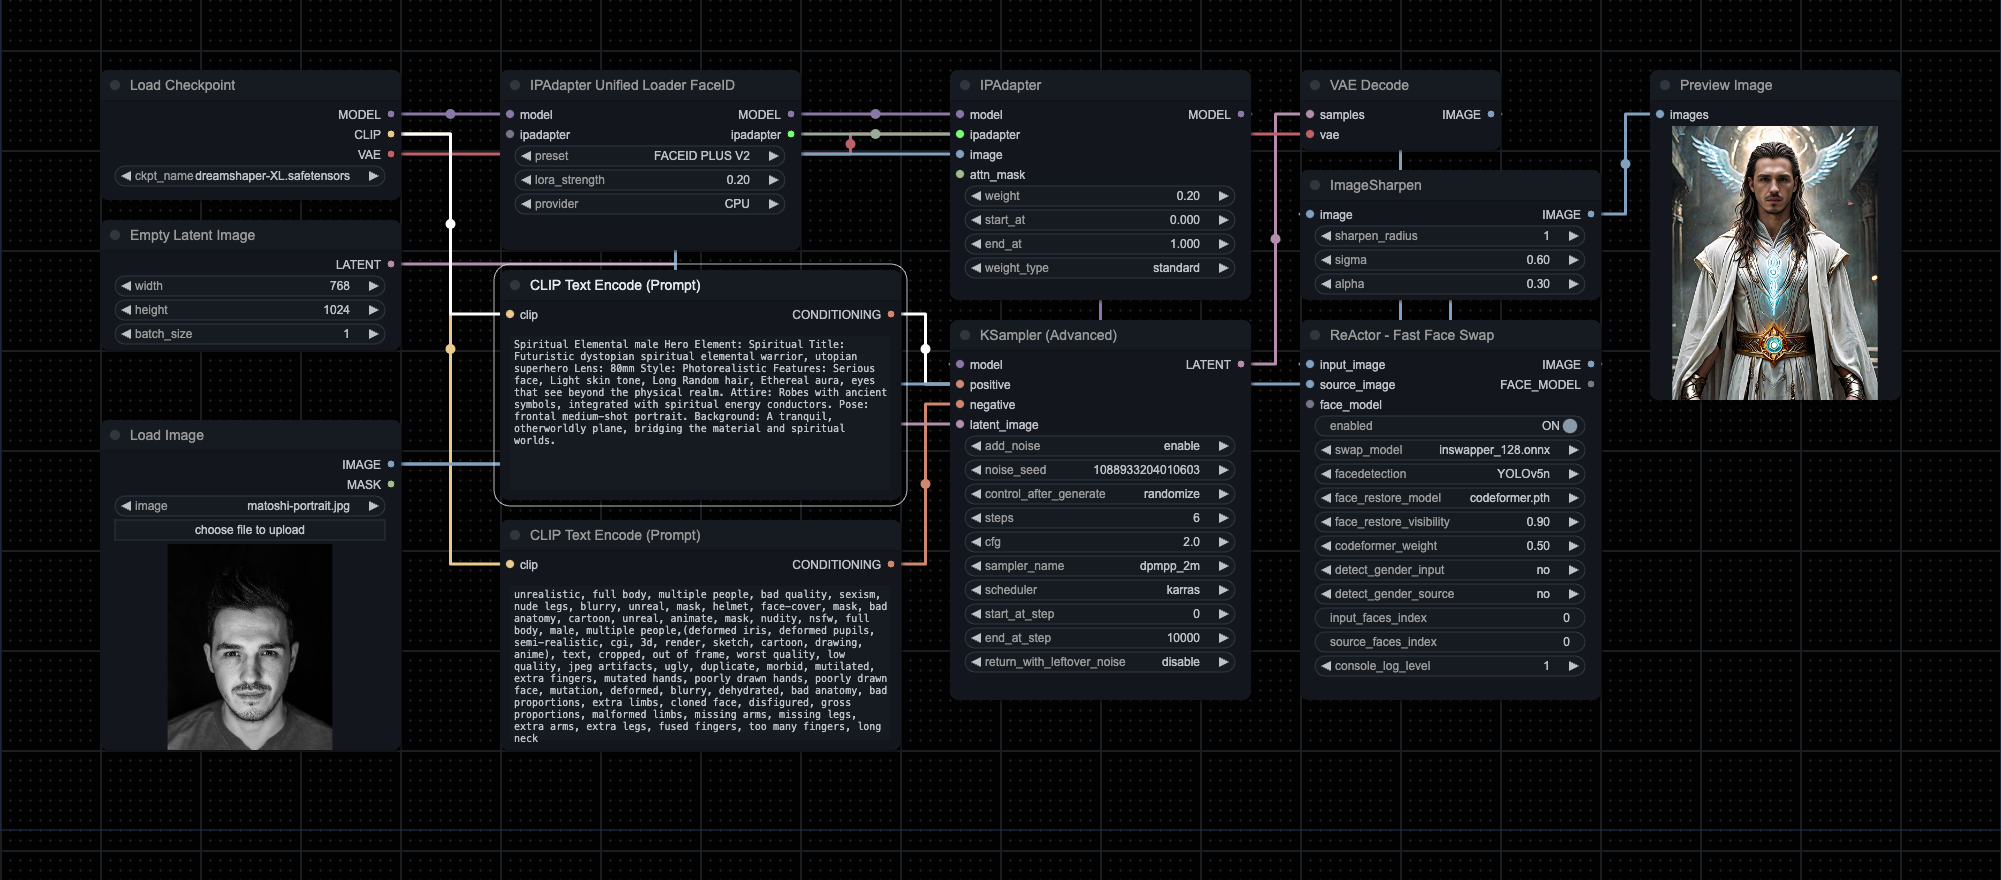 Load Checkpoint
MODEL
CLIP
VAE
ckpt_name dreamshaper-XL.safetensors
Empty Latent Image
LATENT
width 768
height 1024
batch_size 1
Load Image
IMAGE
MASK
image matoshi-portrait.jpg
choose file to upload
IPAdapter Unified Loader FaceID
model MODEL
ipadapter ipadapter
preset FACEID PLUS V2
lora_strength 0.20
provider CPU
CLIP Text Encode (Prompt)
clip CONDITIONING
Spiritual Elemental male Hero Element: Spiritual Title:
Futuristic dystopian spiritual elemental warrior, utopian
superhero Lens: 80mm Style: Photorealistic Features: Serious
face, Light skin tone, Long Random hair, Ethereal aura, eyes
that see beyond the physical realm. Attire: Robes with ancient
symbols, integrated with spiritual energy conductors. Pose:
frontal medium-shot portrait. Background: A tranquil,
otherworldly plane, bridging the material and spiritual
worlds.
CLIP Text Encode (Prompt)
clip CONDITIONING
unrealistic, full body, multiple people, bad quality, sexism,
nude legs, blurry, unreal, mask, helmet, face-cover, mask, bad
anatomy, cartoon, unreal, animate, mask, nudity, nsfw, full
body, male, multiple people,(deformed iris, deformed pupils,
semi-realistic, cgi, 3d, render, sketch, cartoon, drawing,
anime), text, cropped, out of frame, worst quality, low
quality, jpeg artifacts, ugly, duplicate, morbid, mutilated,
extra fingers, mutated hands, poorly drawn hands, poorly drawn
face, mutation, deformed, blurry, dehydrated, bad anatomy, bad
proportions, extra limbs, cloned face, disfigured, gross
proportions, malformed limbs, missing arms, missing legs,
extra arms, extra legs, fused fingers, too many fingers, long
neck
IPAdapter
model MODEL
ipadapter
image
attn_mask
weight 0.20
start_at 0.000
end_at 1.000
weight_type standard
KSampler (Advanced)
model LATENT
positive
negative
latent_image
add_noise enable
noise_seed 1088933204010603
control_after_generate randomize
steps 6
cfg 2.0
sampler_name dpmpp_2m
scheduler karras
start_at_step 0
end_at_step 10000
return_with_leftover_noise disable
VAE Decode
samples IMAGE
vae
ImageSharpen
image IMAGE
sharpen_radius 1
sigma 0.60
alpha 0.30
ReActor - Fast Face Swap
input_image IMAGE
source_image FACE_MODEL
face_model
enabled ON
swap_model inswapper_128.onnx
facedetection YOLOv5n
face_restore_model codeformer.pth
face_restore_visibility 0.90
codeformer_weight 0.50
detect_gender_input no
detect_gender_source no
input_faces_index 0
source_faces_index 0
console_log_level 1
Preview Image
images